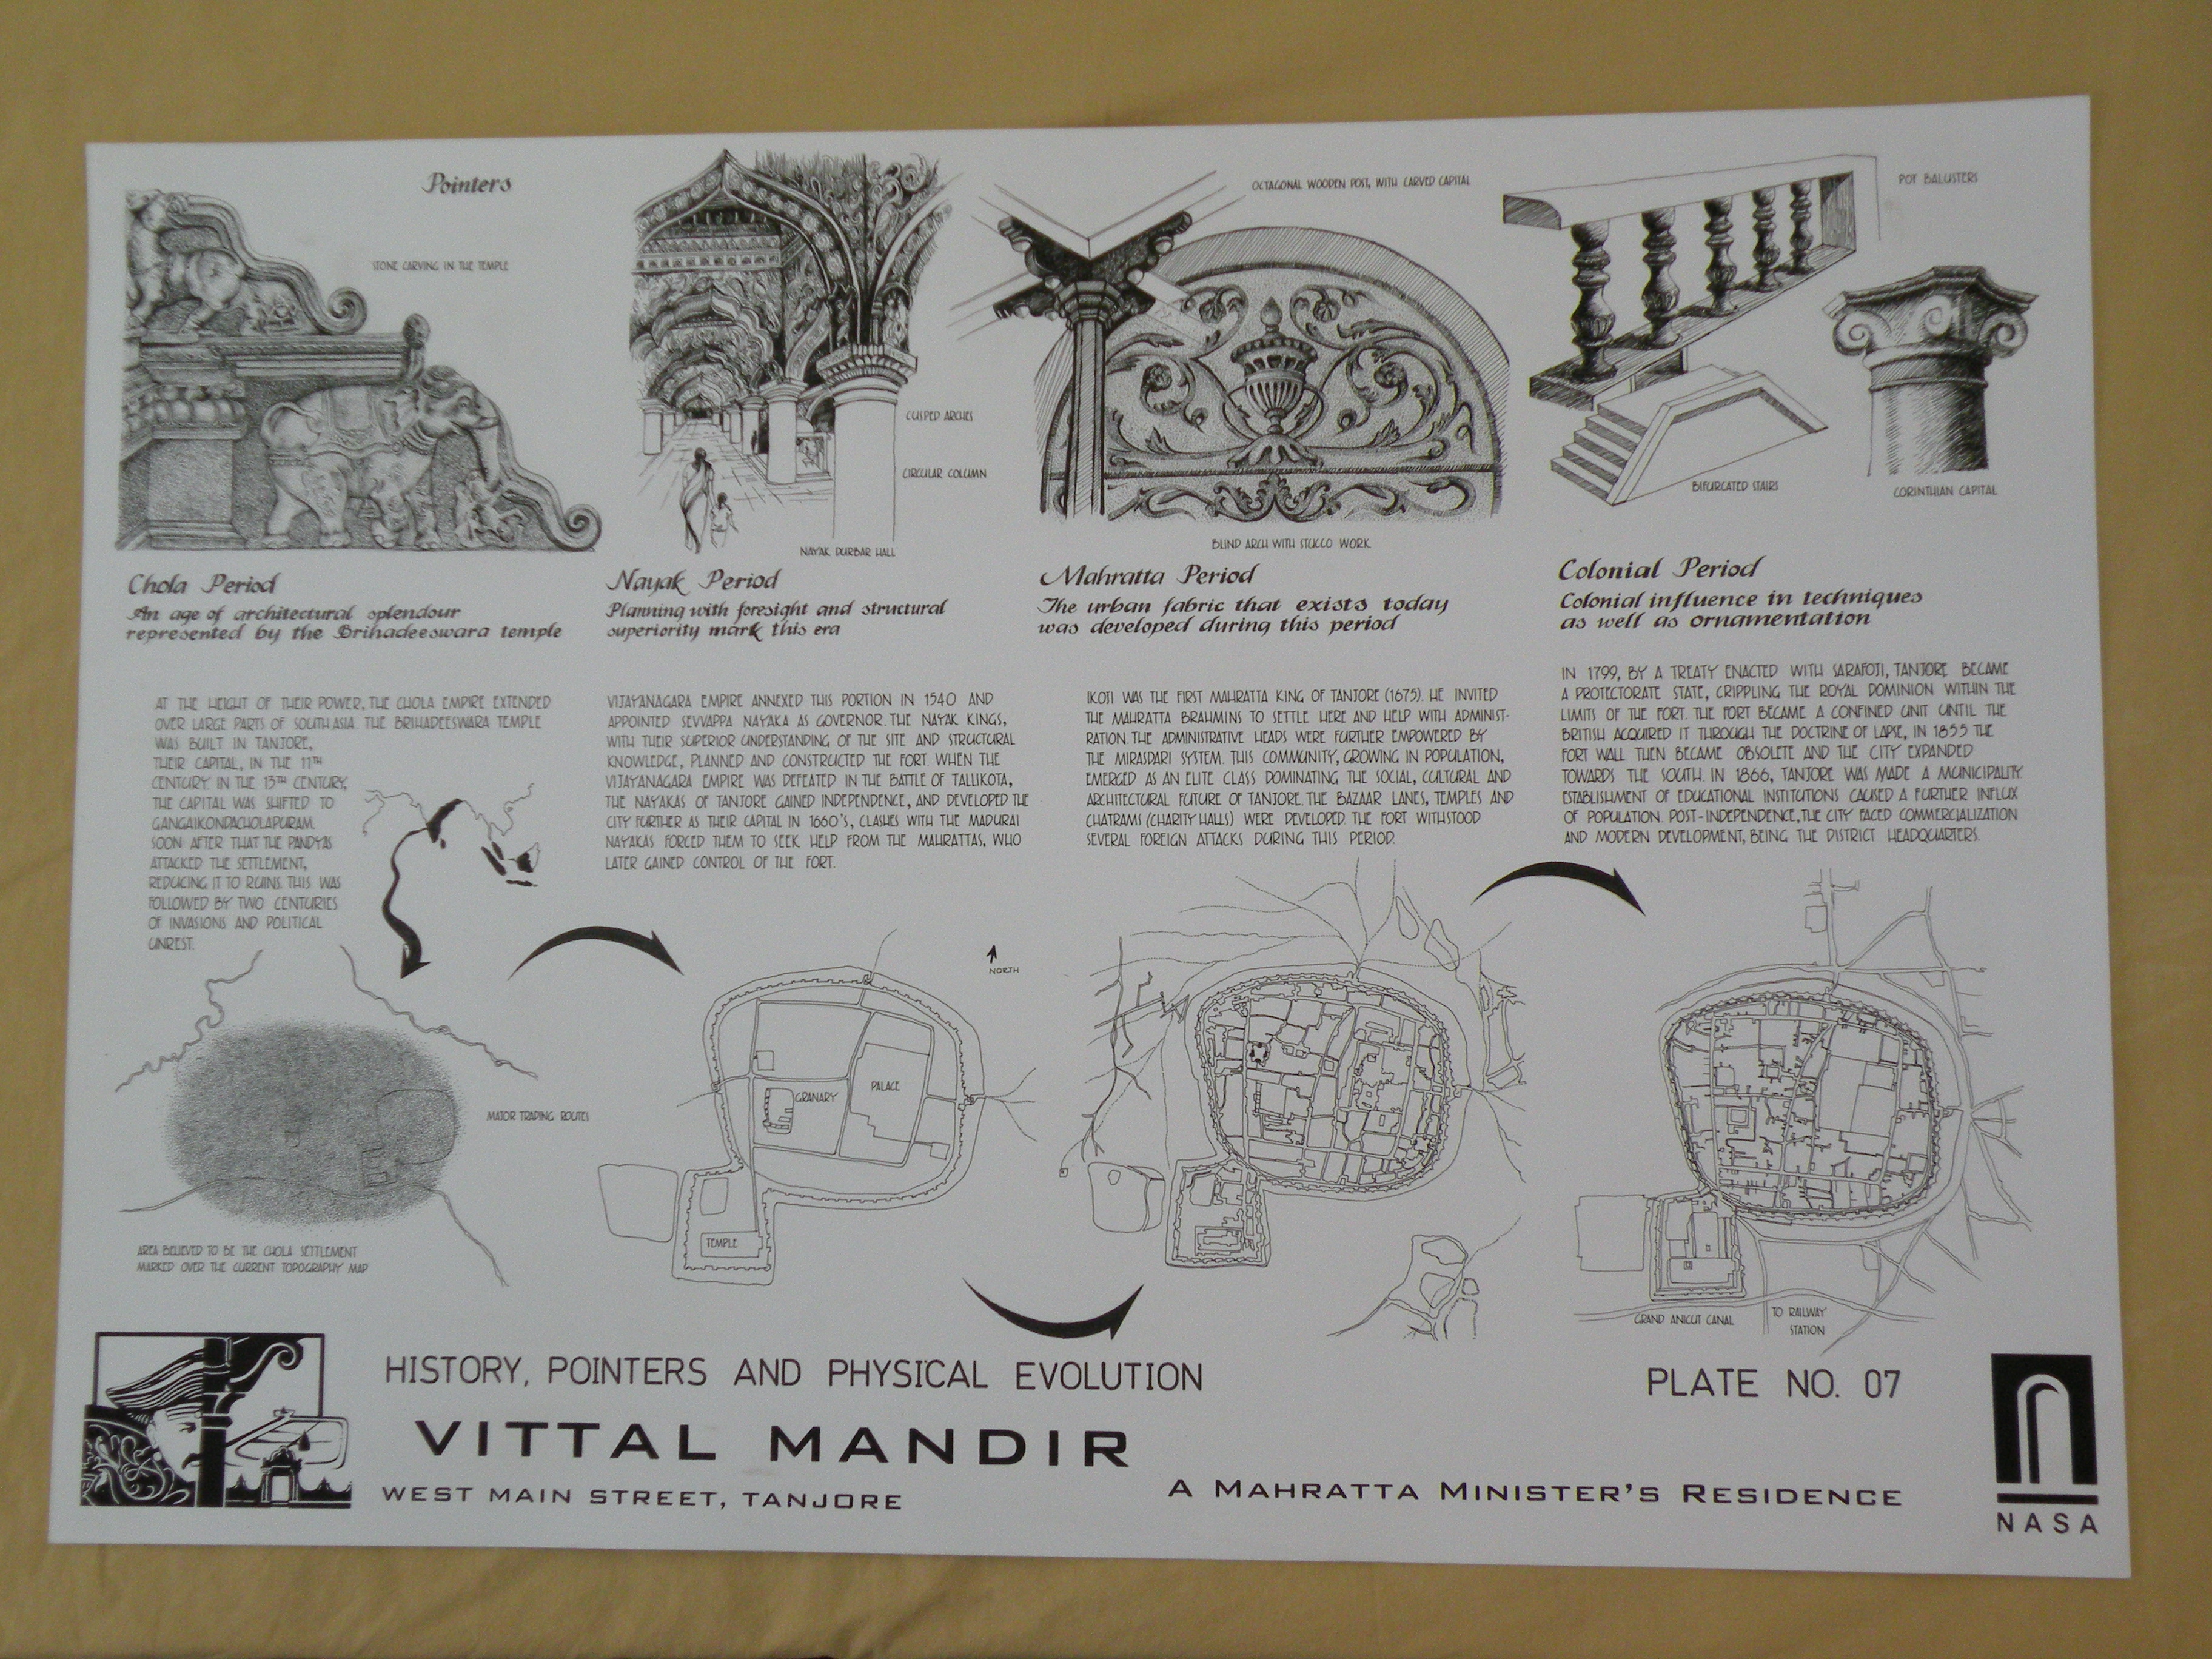 Pointers
STONE CARVING IN THE TEMPLE
CUSPED ARCHES
CIRCULAR COLUMN
NAYAK DURBAR HALL
OCTAGONAL WOODEN POST, WITH CARVED CAPITAL
BLIND ARCH WITH STUCCO WORK
POT BALUSTERS
BIFURCATED STAIRS
CORINTHIAN CAPITAL
Chola Period
An age of architectural splendour
represented by the Brihadeeswara temple
AT THE HEIGHT OF THEIR POWER, THE CHOLA EMPIRE EXTENDED
OVER LARGE PARTS OF SOUTH ASIA. THE BRIHADEESWARA TEMPLE
WAS BUILT IN TANJORE,
THEIR CAPITAL, IN THE 11TH
CENTURY. IN THE 13TH CENTURY,
THE CAPITAL WAS SHIFTED TO
GANGAIKONDACHOLAPURAM.
SOON AFTER THAT THE PANDYAS
ATTACKED THE SETTLEMENT,
REDUCING IT TO RUINS. THIS WAS
FOLLOWED BY TWO CENTURIES
OF INVASIONS AND POLITICAL
UNREST.
MAJOR TRADING ROUTES
AREA BELIEVED TO BE THE CHOLA SETTLEMENT
MARKED OVER THE CURRENT TOPOGRAPHY MAP
Nayak Period
Planning with foresight and structural
superiority mark this era
VIJAYANAGARA EMPIRE ANNEXED THIS PORTION IN 1540 AND
APPOINTED SEVVAPPA NAYAKA AS GOVERNOR. THE NAYAK KINGS,
WITH THEIR SUPERIOR UNDERSTANDING OF THE SITE AND STRUCTURAL
KNOWLEDGE, PLANNED AND CONSTRUCTED THE FORT. WHEN THE
VIJAYANAGARA EMPIRE WAS DEFEATED IN THE BATTLE OF TALLIKOTA,
THE NAYAKAS OF TANJORE GAINED INDEPENDENCE, AND DEVELOPED THE
CITY FURTHER AS THEIR CAPITAL IN 1660'S, CLASHES WITH THE MADURAI
NAYAKAS FORCED THEM TO SEEK HELP FROM THE MAHRATTAS, WHO
LATER GAINED CONTROL OF THE FORT.
NORTH
GRANARY
PALACE
TEMPLE
Mahratta Period
The urban fabric that exists today
was developed during this period
IKOJI WAS THE FIRST MAHRATTA KING OF TANJORE (1675). HE INVITED
THE MAHRATTA BRAHMINS TO SETTLE HERE AND HELP WITH ADMINIST-
RATION. THE ADMINISTRATIVE HEADS WERE FURTHER EMPOWERED BY
THE MIRASDARI SYSTEM. THIS COMMUNITY, GROWING IN POPULATION,
EMERGED AS AN ELITE CLASS DOMINATING THE SOCIAL, CULTURAL AND
ARCHITECTURAL FUTURE OF TANJORE. THE BAZAAR LANES, TEMPLES AND
CHATRAMS (CHARITY HALLS) WERE DEVELOPED. THE FORT WITHSTOOD
SEVERAL FOREIGN ATTACKS DURING THIS PERIOD.
Colonial Period
Colonial influence in techniques
as well as ornamentation
IN 1799, BY A TREATY ENACTED WITH SARAFOJI, TANJORE BECAME
A PROTECTORATE STATE, CRIPPLING THE ROYAL DOMINION WITHIN THE
LIMITS OF THE FORT. THE FORT BECAME A CONFINED UNIT UNTIL THE
BRITISH ACQUIRED IT THROUGH THE DOCTRINE OF LAPSE, IN 1855 THE
FORT WALL THEN BECAME OBSOLETE AND THE CITY EXPANDED
TOWARDS THE SOUTH. IN 1866, TANJORE WAS MADE A MUNICIPALITY.
ESTABLISHMENT OF EDUCATIONAL INSTITUTIONS CAUSED A FURTHER INFLUX
OF POPULATION. POST-INDEPENDENCE, THE CITY FACED COMMERCIALIZATION
AND MODERN DEVELOPMENT, BEING THE DISTRICT HEADQUARTERS.
GRAND ANICUT CANAL
TO RAILWAY
STATION
HISTORY, POINTERS AND PHYSICAL EVOLUTION
PLATE NO. 07
VITTAL MANDIR
WEST MAIN STREET, TANJORE
A MAHRATTA MINISTER'S RESIDENCE
NASA